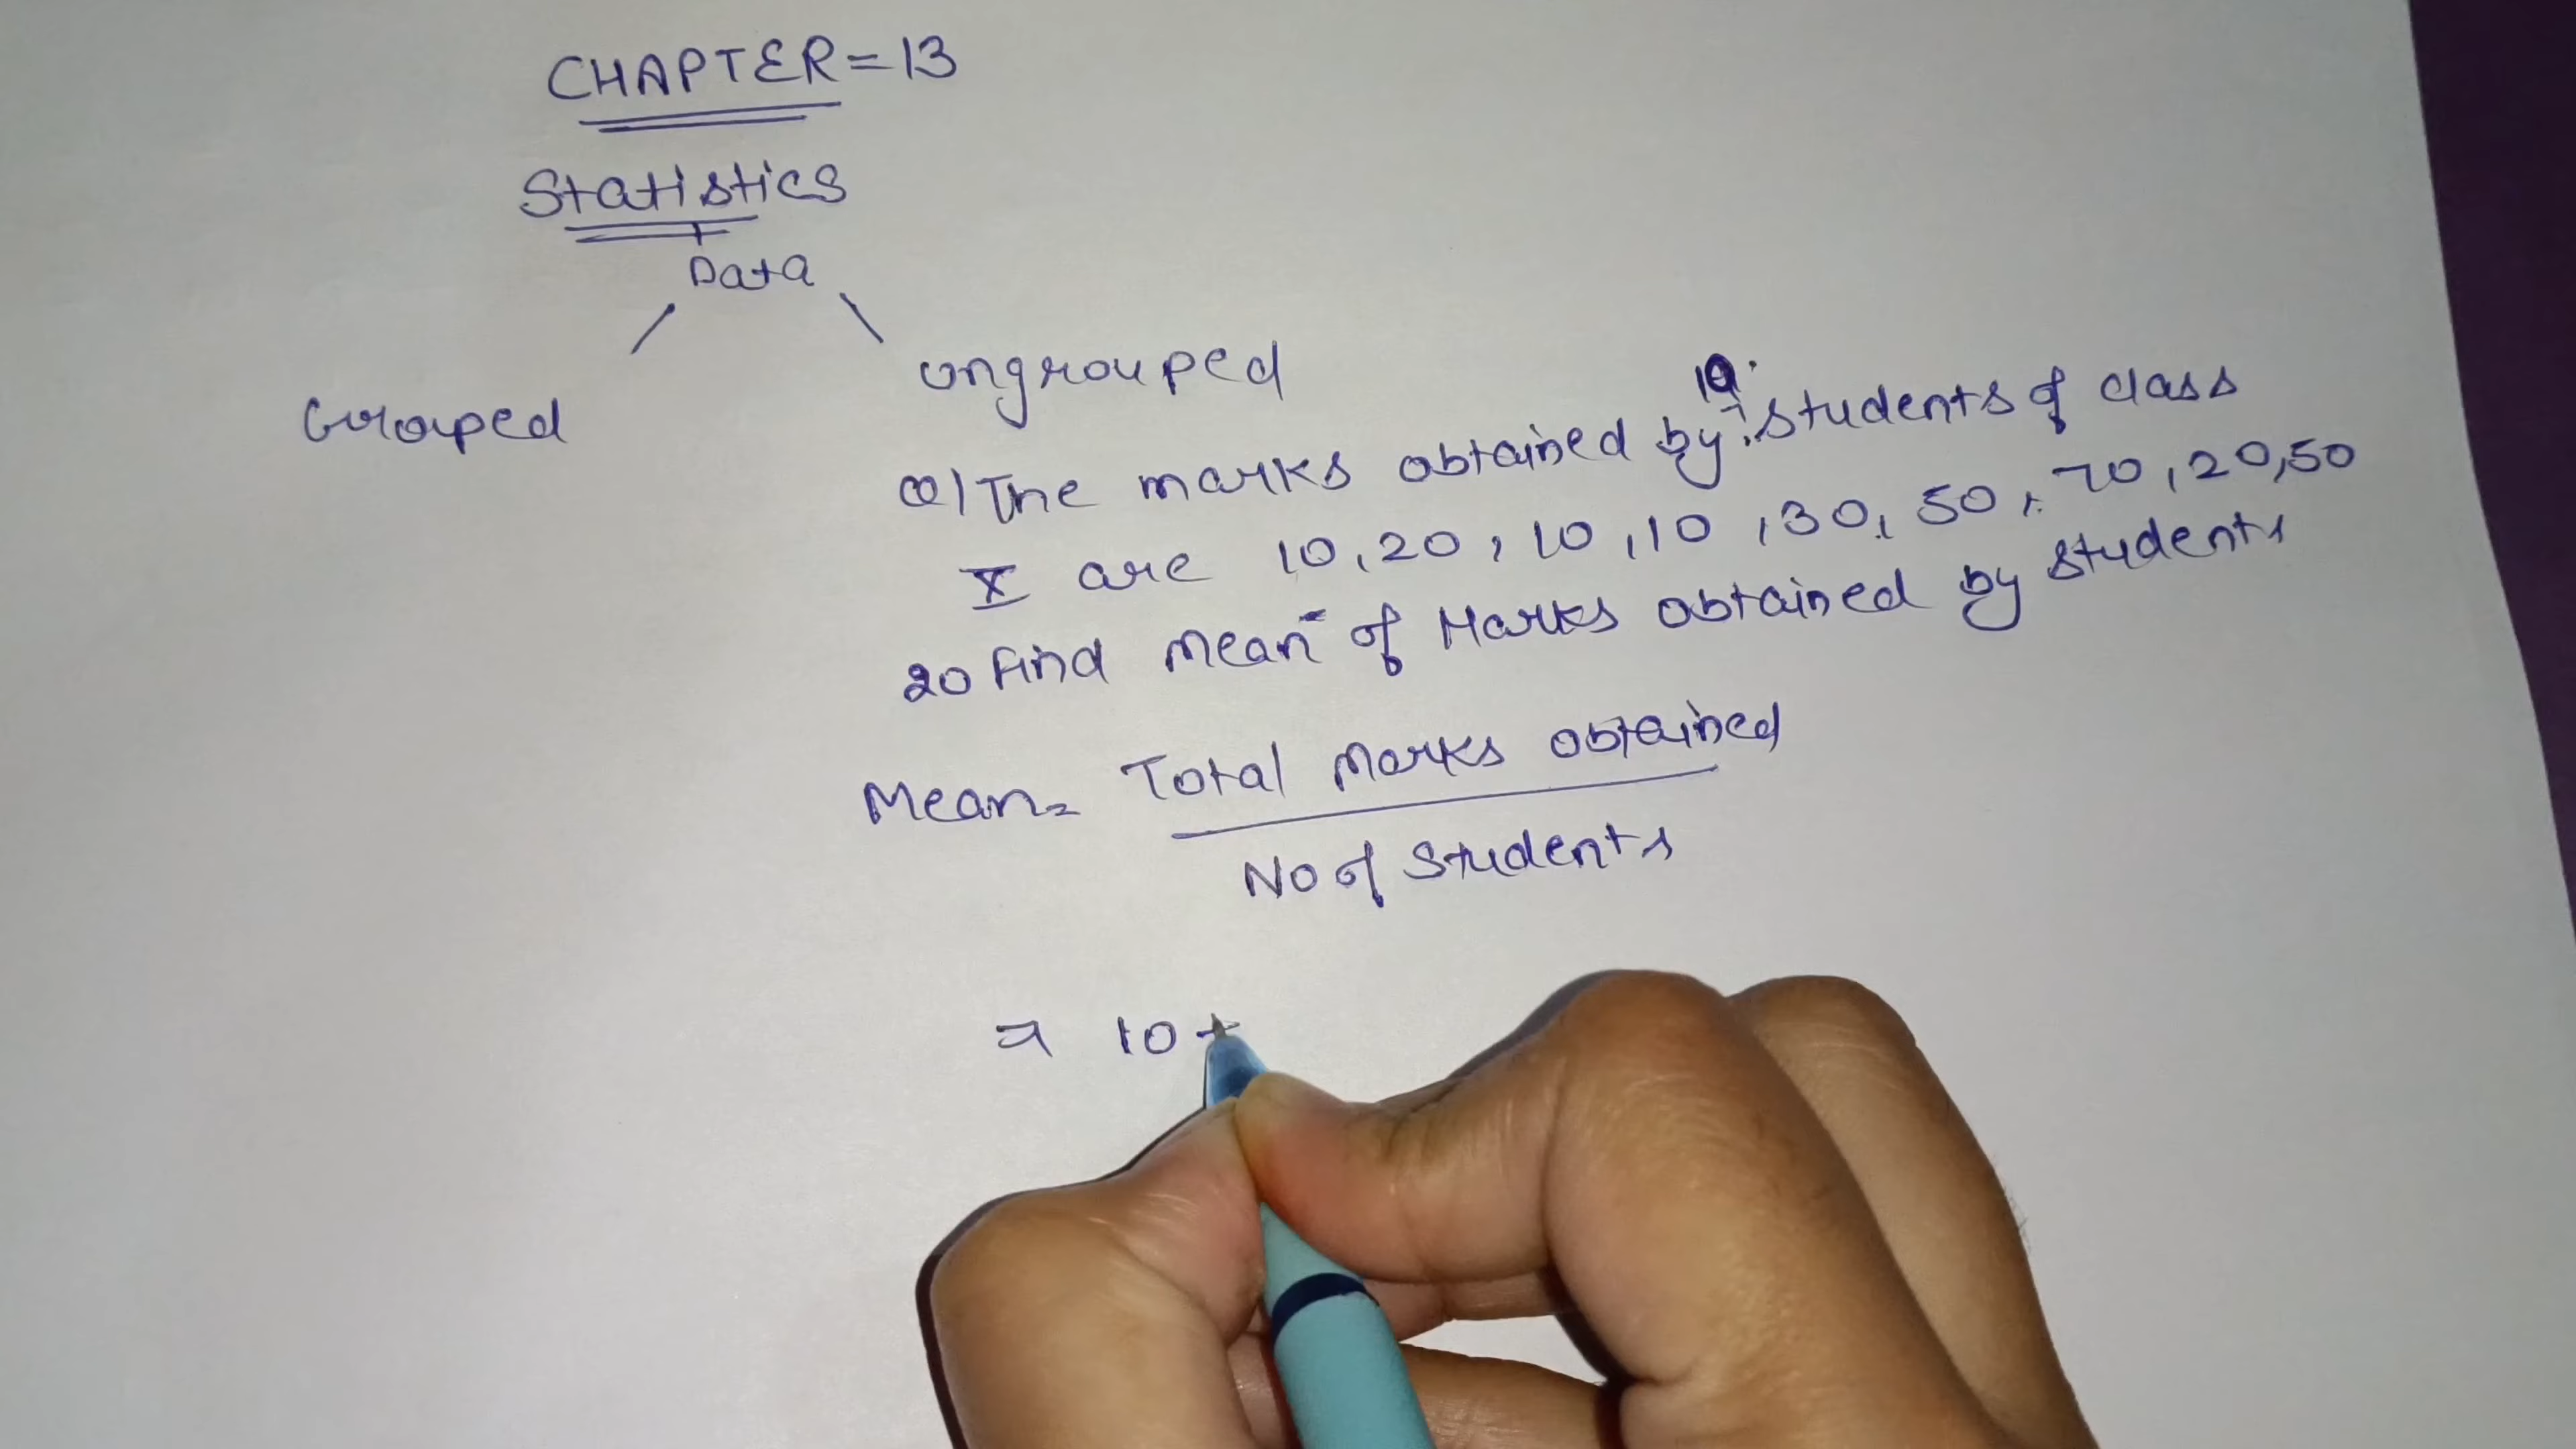 CHAPTER = 13
Statistics
Data
Grouped
ungrouped
10
Q) The marks obtained by students of class
X are 10, 20, 10, 10, 30, 50, 70, 20, 50
20 Find Mean of Marks obtained by students
Mean = Total Marks obtained
No of Students
⇒ 10 +